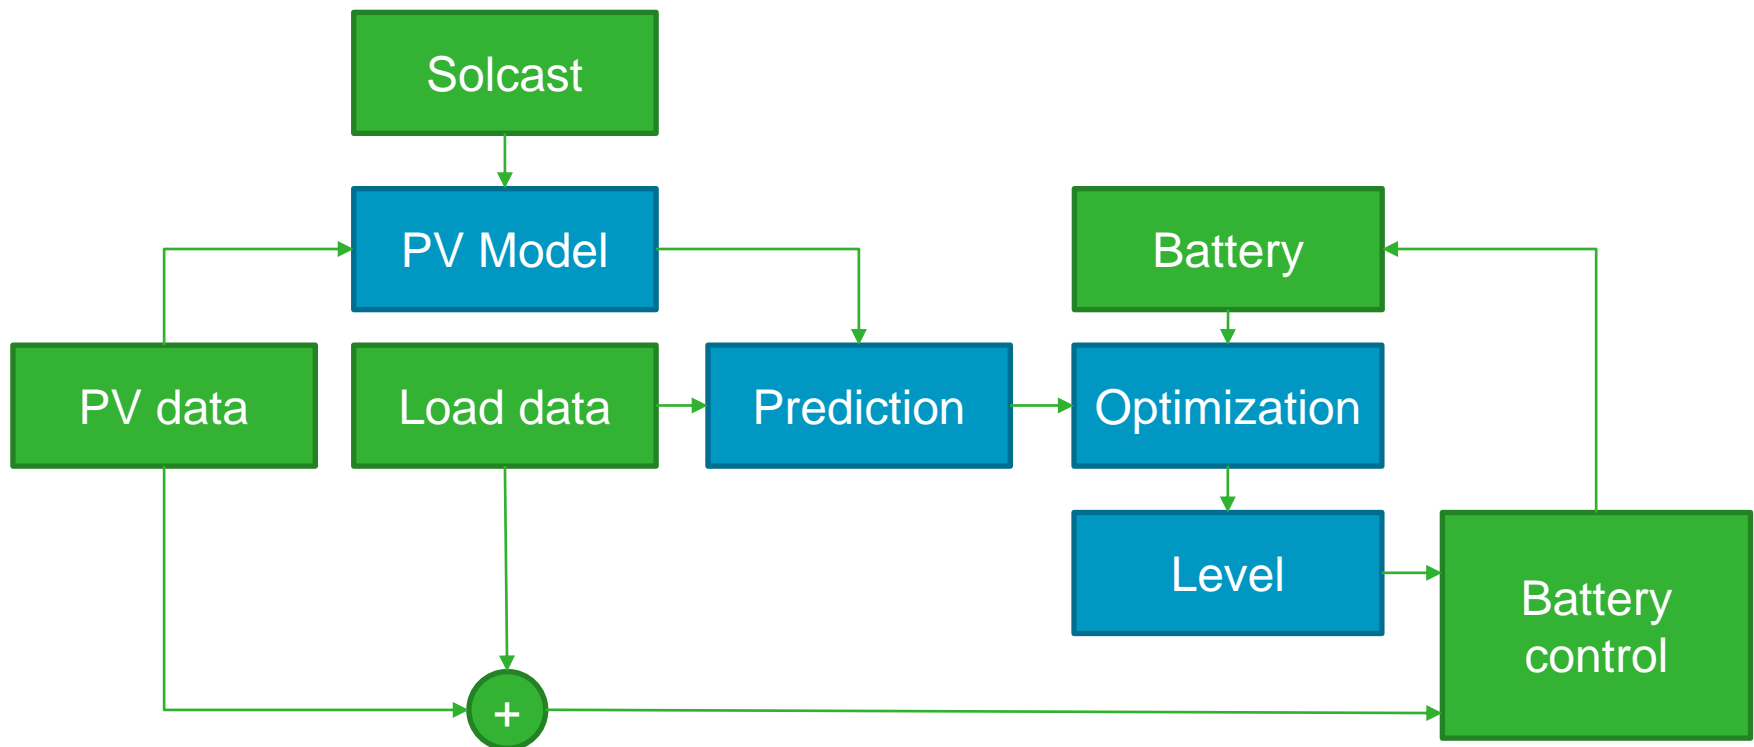 Solcast
PV Model
Battery
PV data
Load data
Prediction
Optimization
Level
Battery
control
+